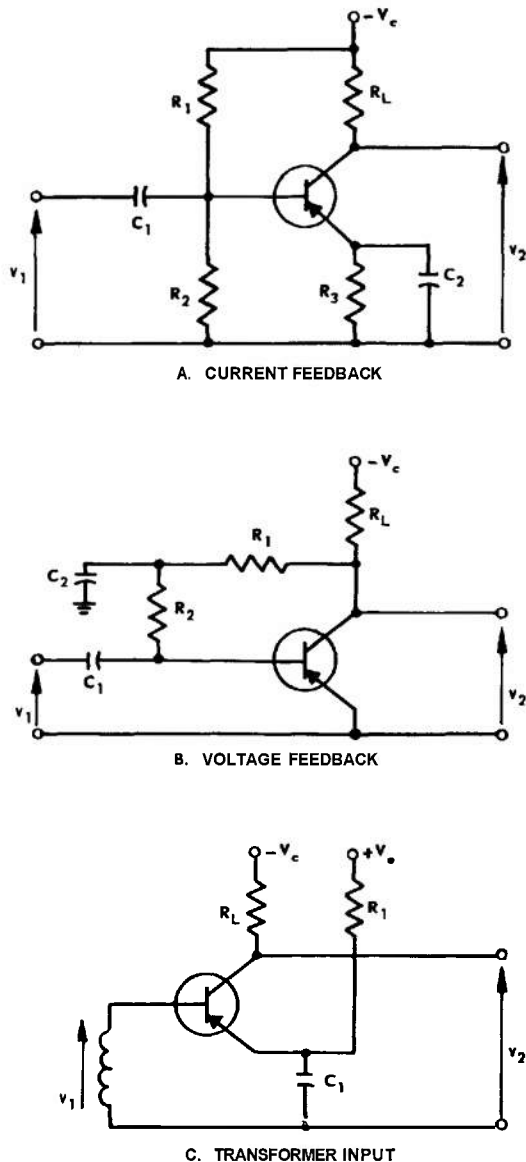 -Vc
R1
RL
C1
v1
v2
R2
R3
C2
A. CURRENT FEEDBACK
-Vc
RL
R1
C2
R2
C1
v1
v2
B. VOLTAGE FEEDBACK
-Vc
+Ve
RL
R1
v1
C1
v2
C. TRANSFORMER INPUT